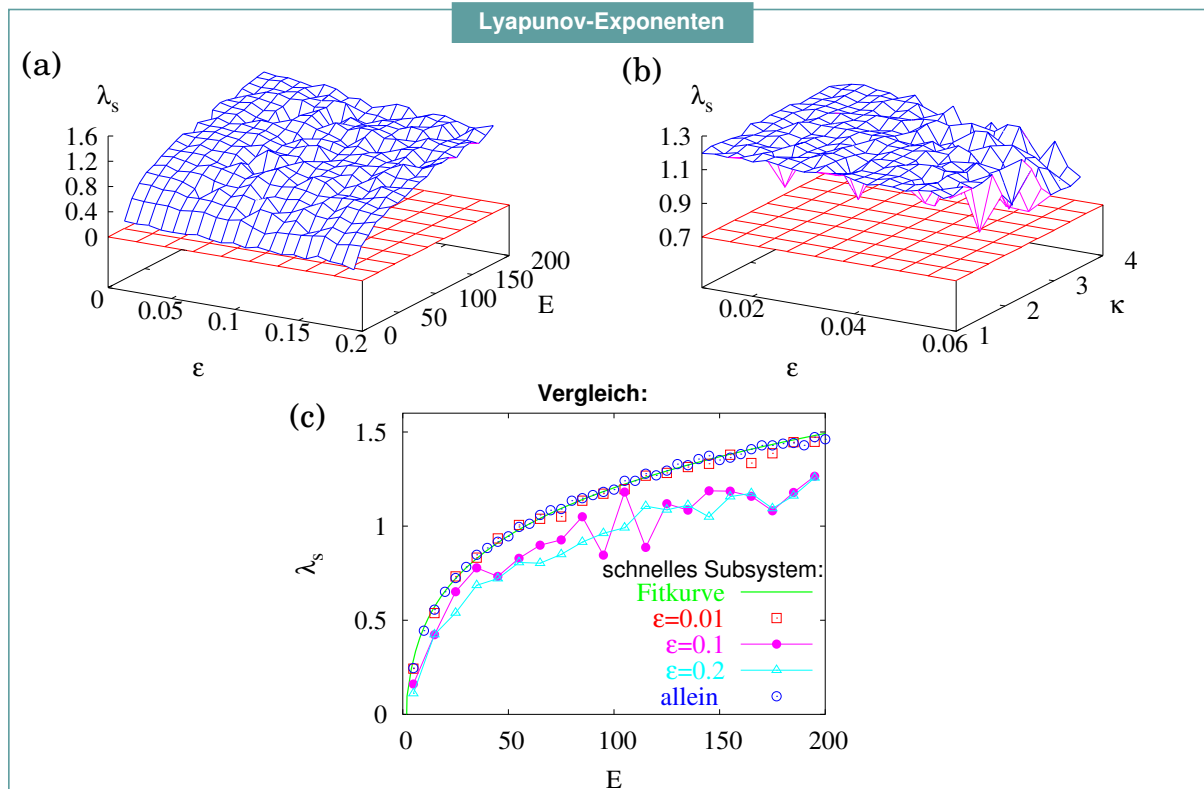 Lyapunov-Exponenten
(a)
λs
1.6
1.2
0.8
0.4
0
0
0.05
0.1
0.15
0.2
ε
0
50
100
150
200
E
(b)
λs
1.3
1.1
0.9
0.7
0.02
0.04
0.06
ε
1
2
3
4
κ
Vergleich:
(c)
λs
1.5
1
0.5
0
0
50
100
150
200
E
schnelles Subsystem:
Fitkurve
ε=0.01
ε=0.1
ε=0.2
allein